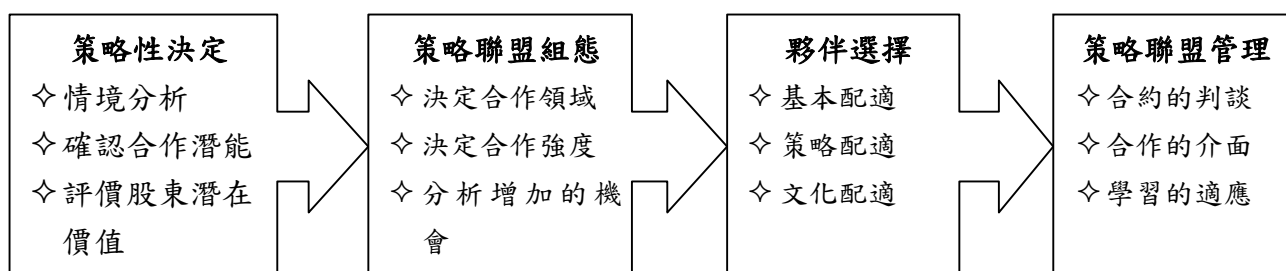 策略性決定
✧情境分析
✧確認合作潛能
✧評價股東潛在
價值
策略聯盟組態
✧決定合作領域
✧決定合作強度
✧分析增加的機
會
夥伴選擇
✧基本配適
✧策略配適
✧文化配適
策略聯盟管理
✧合約的判談
✧合作的介面
✧學習的適應